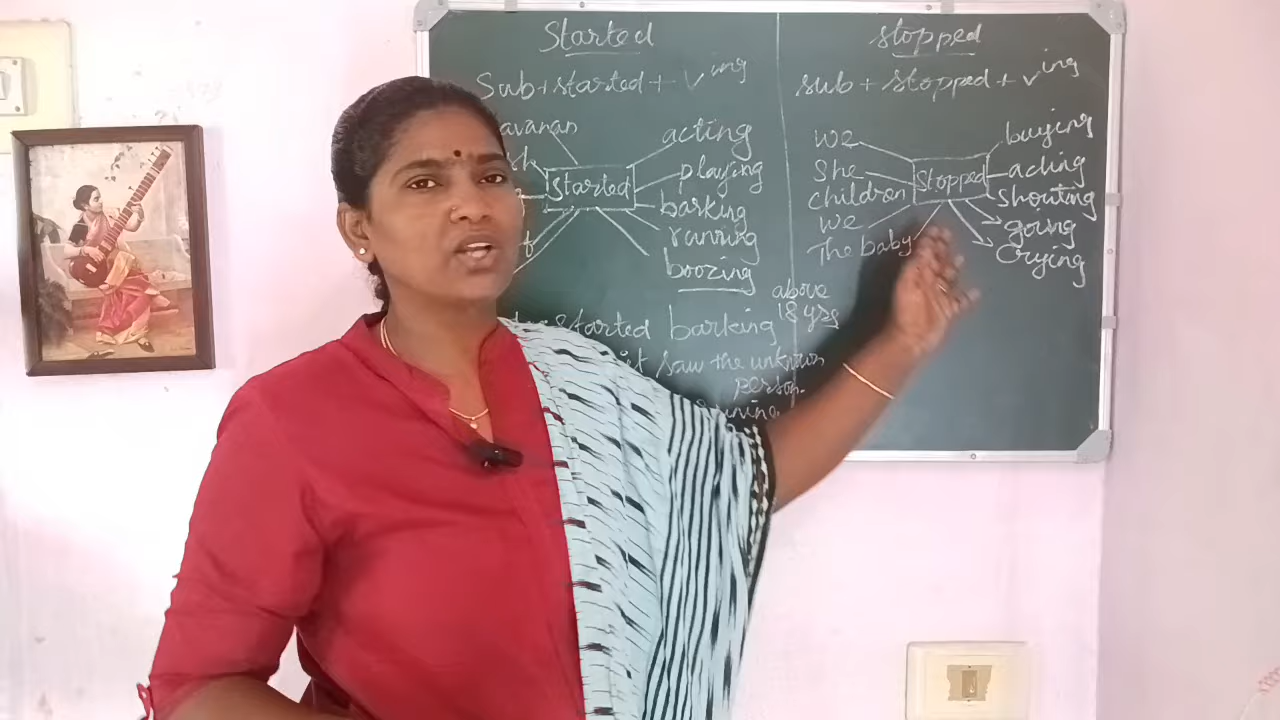 Started
Sub + started + v ing
acting
playing
started
barking
running
boozing
started barking
saw the unknown
person.
stopped
sub + stopped + v ing
we
She
children
we
The baby
Stopped
buying
acting
shouting
going
crying
above
18 yrs